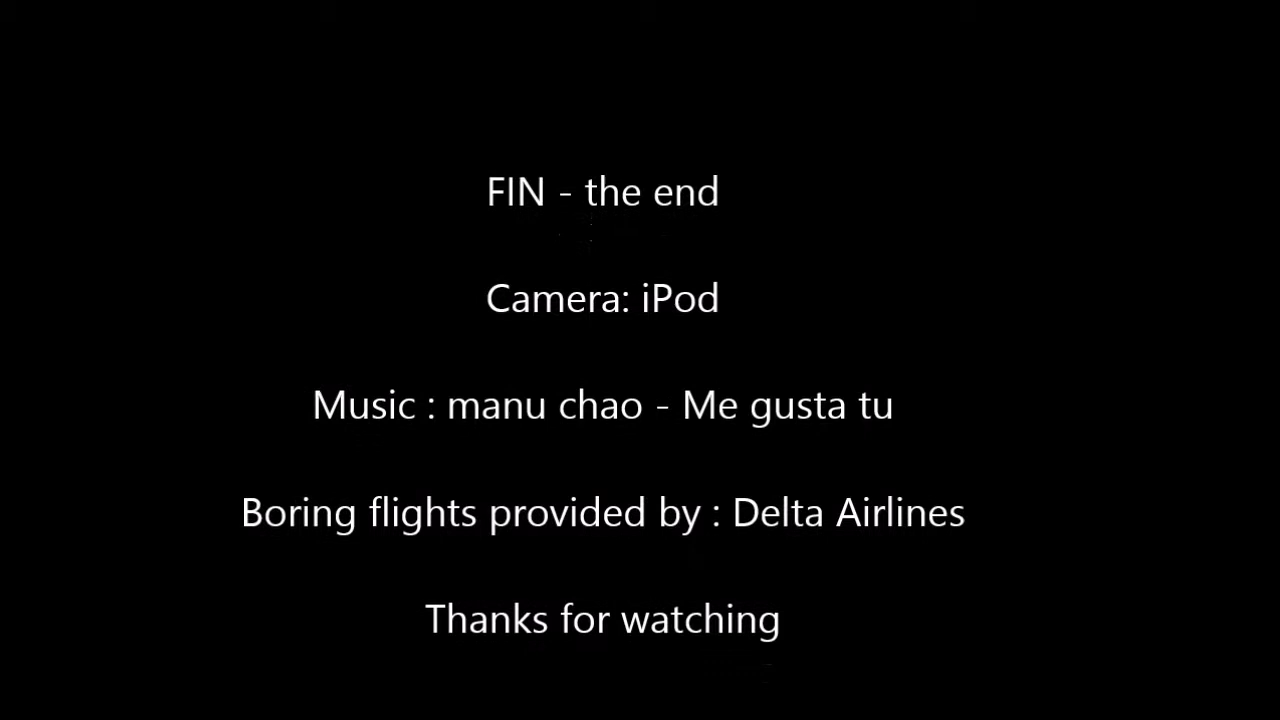 FIN - the end
Camera: iPod
Music : manu chao - Me gusta tu
Boring flights provided by : Delta Airlines
Thanks for watching